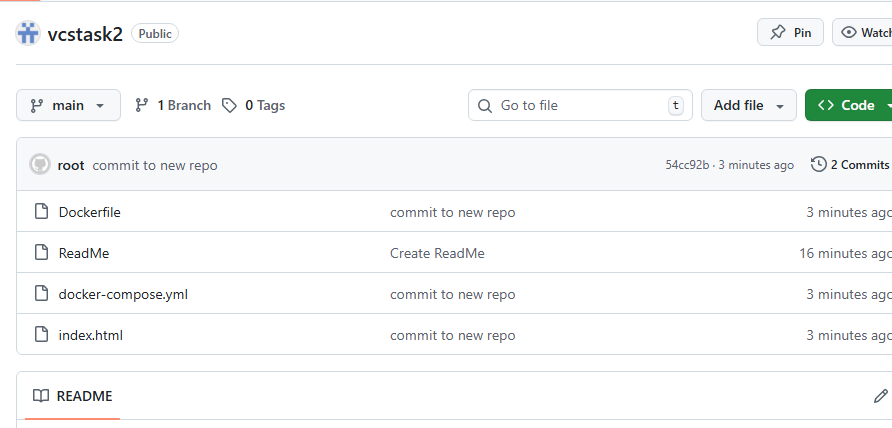 vcstask2 Public Pin Watch
main 1 Branch 0 Tags Go to file t Add file Code
root commit to new repo 54cc92b · 3 minutes ago 2 Commits
Dockerfile commit to new repo 3 minutes ago
ReadMe Create ReadMe 16 minutes ago
docker-compose.yml commit to new repo 3 minutes ago
index.html commit to new repo 3 minutes ago
README